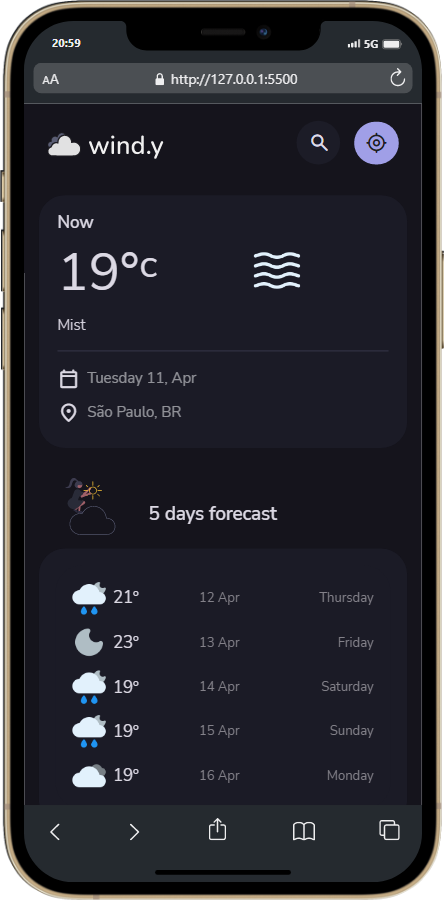 20:59
5G
AA http://127.0.0.1:5500
wind.y
Now
19°c
Mist
Tuesday 11, Apr
São Paulo, BR
5 days forecast
21° 12 Apr Thursday
23° 13 Apr Friday
19° 14 Apr Saturday
19° 15 Apr Sunday
19° 16 Apr Monday